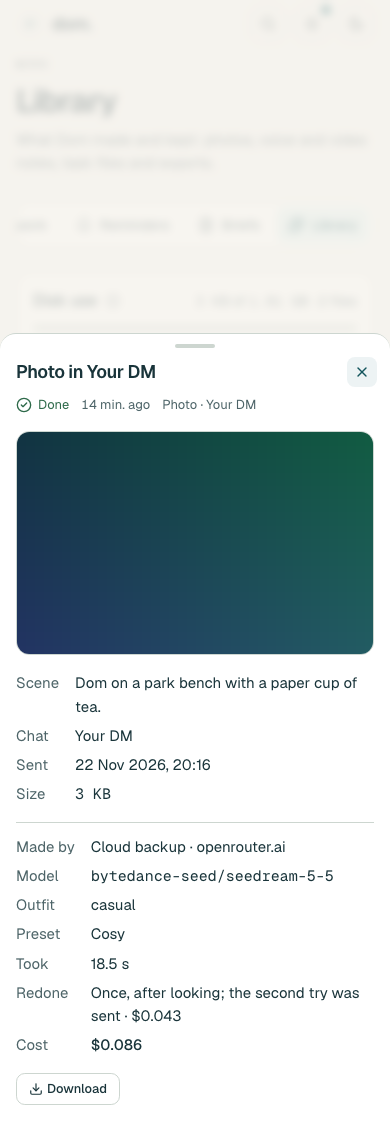 Library
Photo in Your DM
Done 14 min. ago Photo · Your DM
Scene Dom on a park bench with a paper cup of
tea.
Chat Your DM
Sent 22 Nov 2026, 20:16
Size 3 KB
Made by Cloud backup · openrouter.ai
Model bytedance-seed/seedream-5-5
Outfit casual
Preset Cosy
Took 18.5 s
Redone Once, after looking; the second try was
sent · $0.043
Cost $0.086
Download